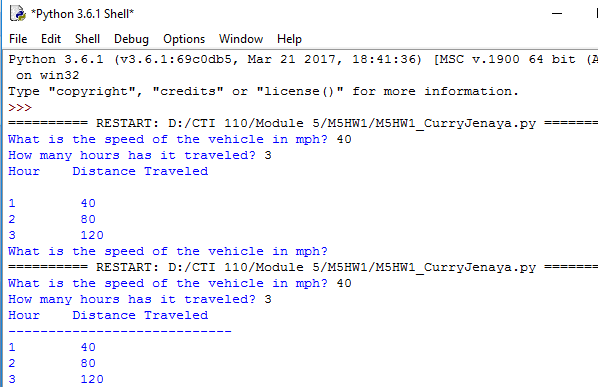 *Python 3.6.1 Shell*
File Edit Shell Debug Options Window Help
Python 3.6.1 (v3.6.1:69c0db5, Mar 21 2017, 18:41:36) [MSC v.1900 64 bit (A
on win32
Type "copyright", "credits" or "license()" for more information.
>>>
========== RESTART: D:/CTI 110/Module 5/M5HW1/M5HW1_CurryJenaya.py =======
What is the speed of the vehicle in mph? 40
How many hours has it traveled? 3
Hour Distance Traveled
1 40
2 80
3 120
What is the speed of the vehicle in mph?
========== RESTART: D:/CTI 110/Module 5/M5HW1/M5HW1_CurryJenaya.py =======
What is the speed of the vehicle in mph? 40
How many hours has it traveled? 3
Hour Distance Traveled
----------------------------
1 40
2 80
3 120